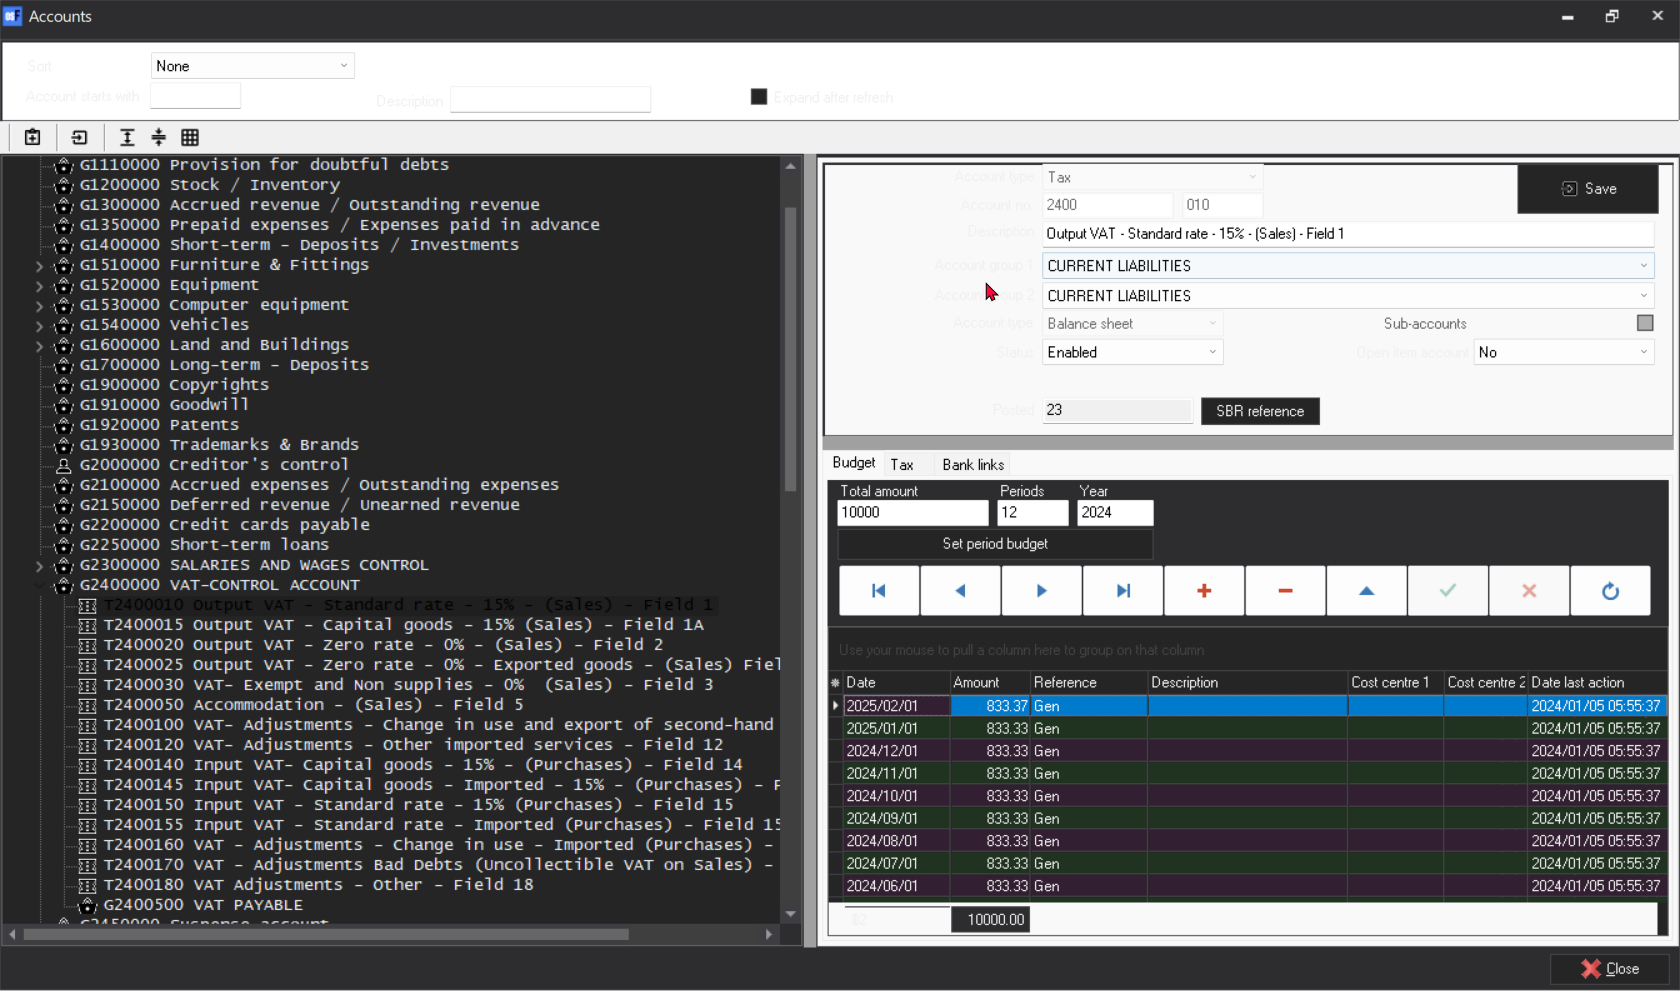 Accounts
Sort
None
Account starts with
Description
Expand after refresh
G1110000 Provision for doubtful debts
G1200000 Stock / Inventory
G1300000 Accrued revenue / Outstanding revenue
G1350000 Prepaid expenses / Expenses paid in advance
G1400000 Short-term - Deposits / Investments
G1510000 Furniture & Fittings
G1520000 Equipment
G1530000 Computer equipment
G1540000 Vehicles
G1600000 Land and Buildings
G1700000 Long-term - Deposits
G1900000 Copyrights
G1910000 Goodwill
G1920000 Patents
G1930000 Trademarks & Brands
G2000000 Creditor's control
G2100000 Accrued expenses / Outstanding expenses
G2150000 Deferred revenue / Unearned revenue
G2200000 Credit cards payable
G2250000 Short-term loans
G2300000 SALARIES AND WAGES CONTROL
G2400000 VAT-CONTROL ACCOUNT
T2400010 Output VAT - Standard rate - 15% - (Sales) - Field 1
T2400015 Output VAT - Capital goods - 15% (Sales) - Field 1A
T2400020 Output VAT - Zero rate - 0% - (Sales) - Field 2
T2400025 Output VAT - Zero rate - 0% - Exported goods - (Sales) Fiel
T2400030 VAT- Exempt and Non supplies - 0% (Sales) - Field 3
T2400050 Accommodation - (Sales) - Field 5
T2400100 VAT- Adjustments - Change in use and export of second-hand
T2400120 VAT- Adjustments - Other imported services - Field 12
T2400140 Input VAT- Capital goods - 15% - (Purchases) - Field 14
T2400145 Input VAT- Capital goods - Imported - 15% - (Purchases) - F
T2400150 Input VAT - Standard rate - 15% (Purchases) - Field 15
T2400155 Input VAT - Standard rate - Imported (Purchases) - Field 15
T2400160 VAT - Adjustments - Change in use - Imported (Purchases) -
T2400170 VAT - Adjustments Bad Debts (Uncollectible VAT on Sales) -
T2400180 VAT Adjustments - Other - Field 18
G2400500 VAT PAYABLE
G2450000 Suspense account
Account type Tax
Save
Account no. 2400 010
Description Output VAT - Standard rate - 15% - (Sales) - Field 1
Account group 1 CURRENT LIABILITIES
Account group 2 CURRENT LIABILITIES
Account type Balance sheet Sub-accounts
Status Enabled Open item account No
Posted 23 SBR reference
Budget Tax Bank links
Total amount Periods Year
10000 12 2024
Set period budget
Use your mouse to pull a column here to group on that column
Date Amount Reference Description Cost centre 1 Cost centre 2 Date last action
2025/02/01 833.37 Gen 2024/01/05 05:55:37
2025/01/01 833.33 Gen 2024/01/05 05:55:37
2024/12/01 833.33 Gen 2024/01/05 05:55:37
2024/11/01 833.33 Gen 2024/01/05 05:55:37
2024/10/01 833.33 Gen 2024/01/05 05:55:37
2024/09/01 833.33 Gen 2024/01/05 05:55:37
2024/08/01 833.33 Gen 2024/01/05 05:55:37
2024/07/01 833.33 Gen 2024/01/05 05:55:37
2024/06/01 833.33 Gen 2024/01/05 05:55:37
10000.00
Close